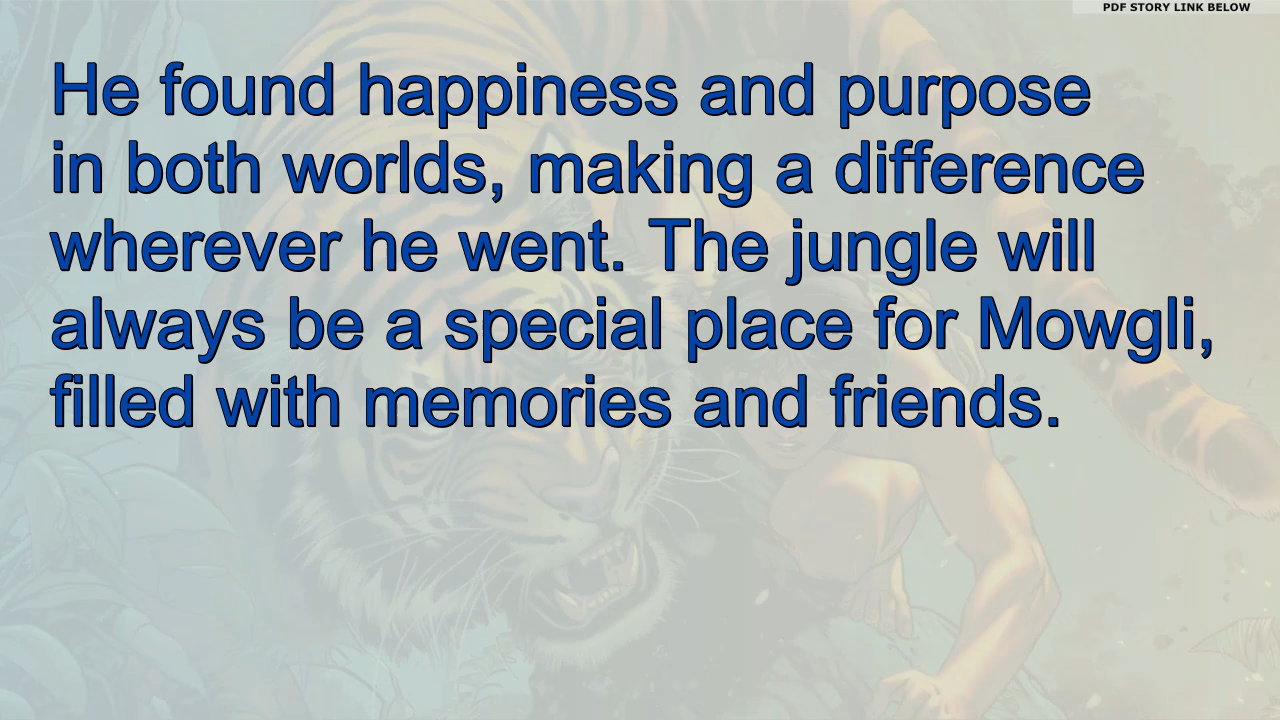 PDF STORY LINK BELOW
He found happiness and purpose
in both worlds, making a difference
wherever he went. The jungle will
always be a special place for Mowgli,
filled with memories and friends.